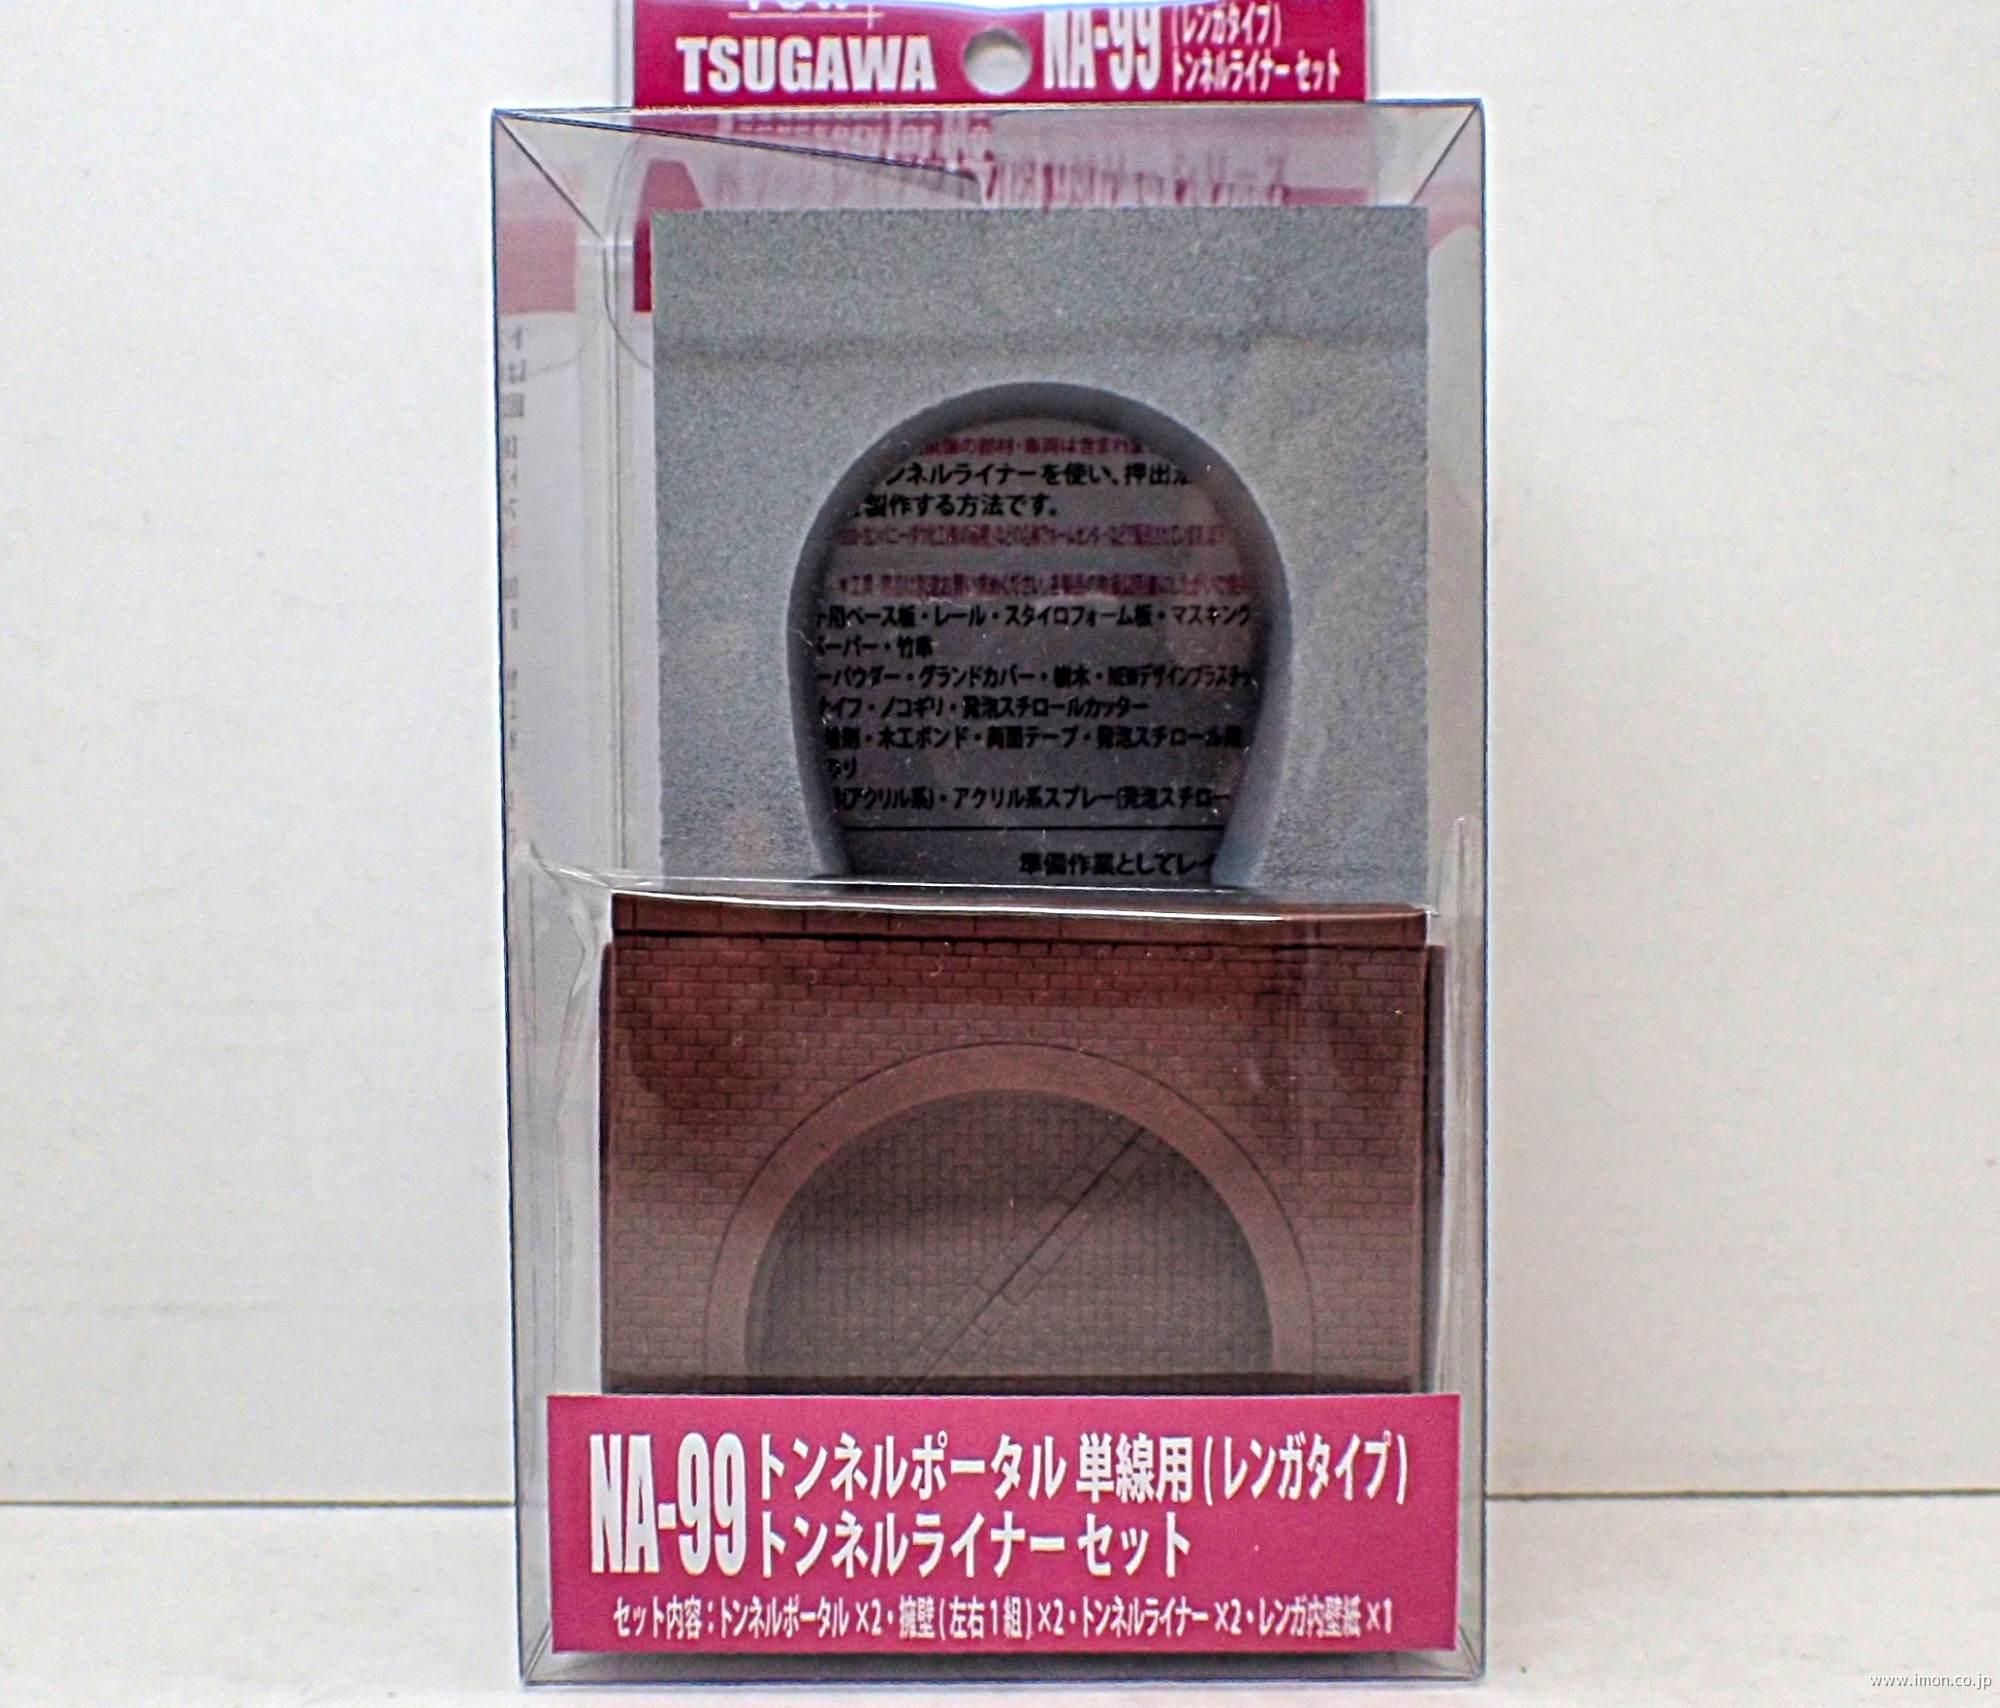 TSUGAWA
NA-99
(レンガタイプ)
トンネルライナー セット
ンネルライナーを使い、押出
製作する方法です。
用ベース板・レール・スタイロフォーム板・マスキング
ーパー・竹串
ーパウダー・グランドカバー・樹木・NEWデザインプラスチッ
ナイフ・ノコギリ・発泡スチロールカッター
・木工ボンド・両面テープ・発泡スチロール用
(アクリル系)・アクリル系スプレー(発泡スチロー
準備作業としてレイ
NA-99 トンネルポータル 単線用 (レンガタイプ)
トンネルライナー セット
セット内容：トンネルポータル ×2・擁壁 (左右1組) ×2・トンネルライナー ×2・レンガ内壁紙 ×1
www.imon.co.jp